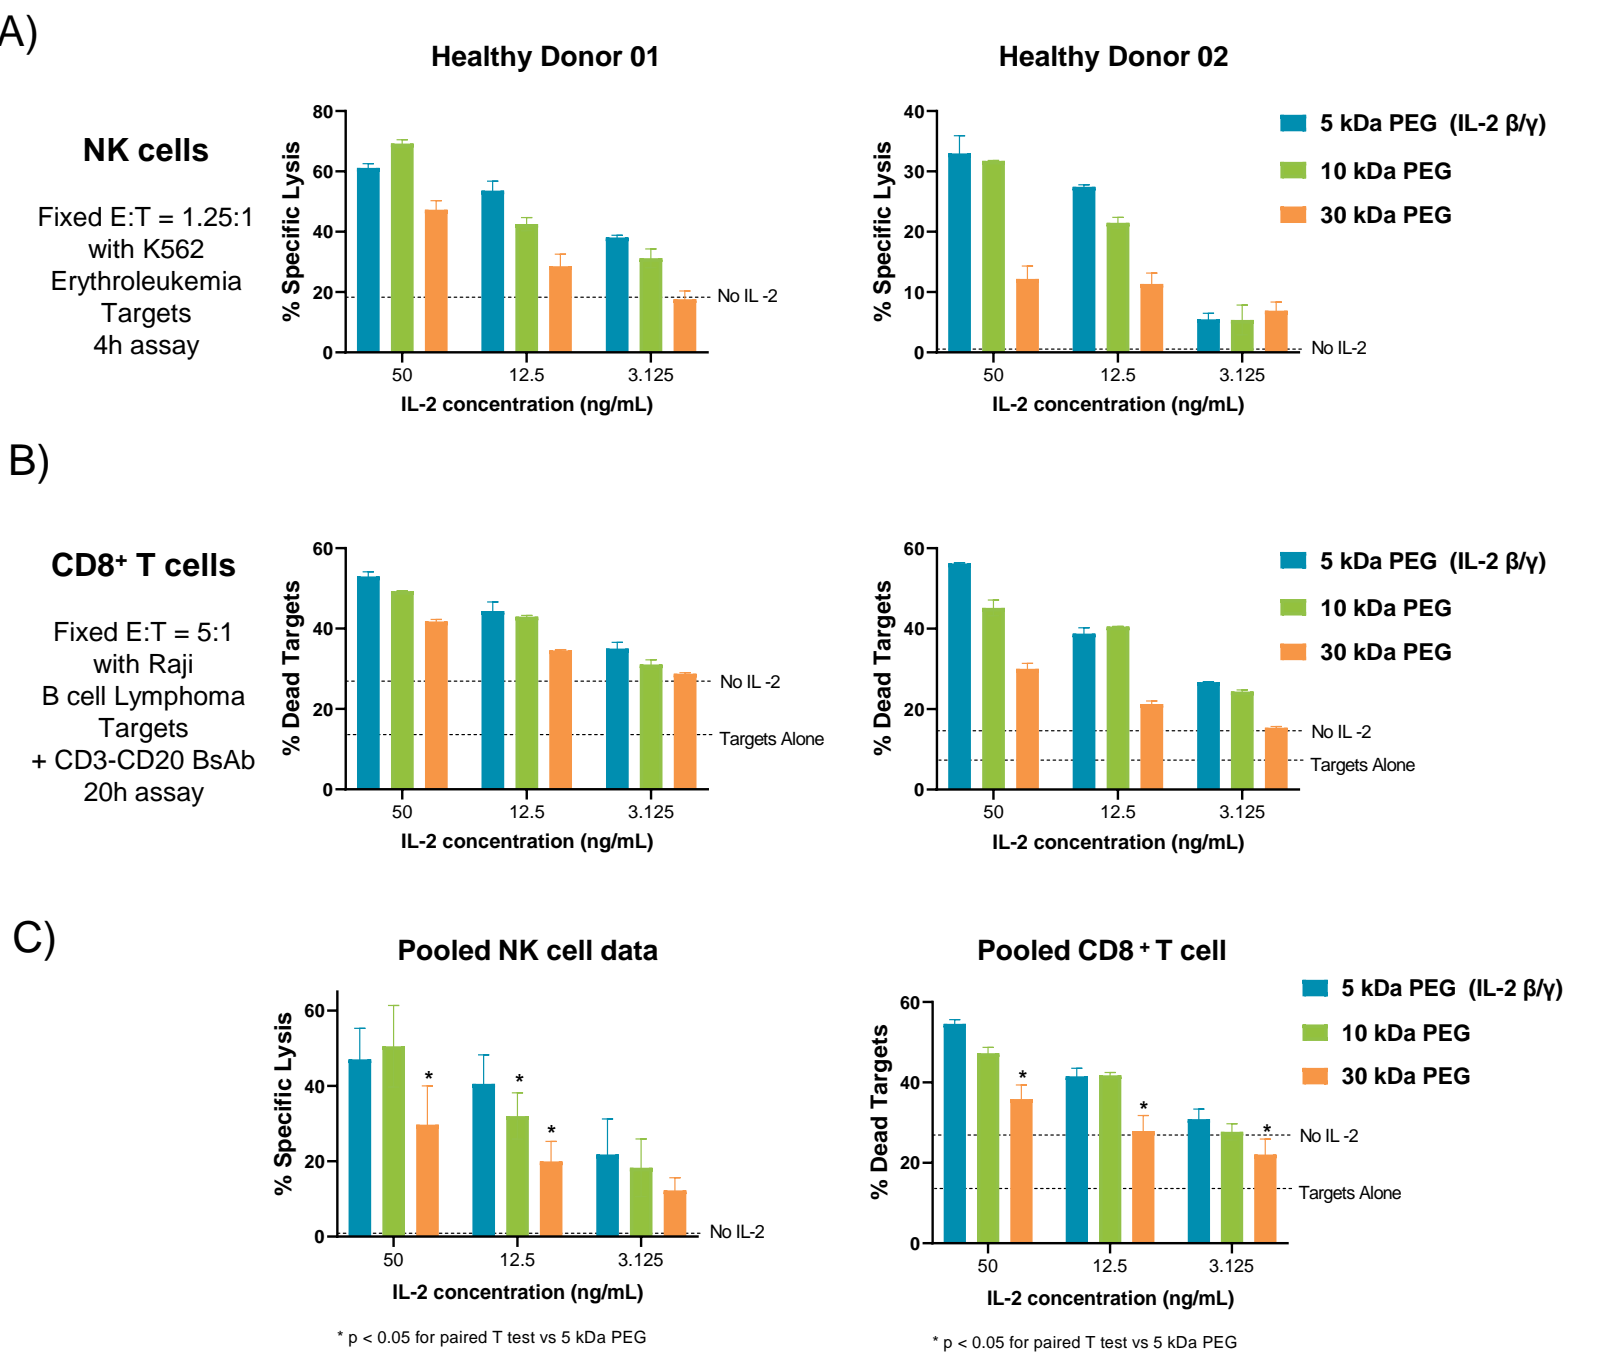 A)
Healthy Donor 01
Healthy Donor 02
NK cells
Fixed E:T = 1.25:1
with K562
Erythroleukemia
Targets
4h assay
% Specific Lysis
80
60
40
20
0
No IL -2
50
12.5
3.125
IL-2 concentration (ng/mL)
% Specific Lysis
40
30
20
10
0
No IL-2
50
12.5
3.125
IL-2 concentration (ng/mL)
5 kDa PEG (IL-2 β/γ)
10 kDa PEG
30 kDa PEG
B)
CD8+ T cells
Fixed E:T = 5:1
with Raji
B cell Lymphoma
Targets
+ CD3-CD20 BsAb
20h assay
% Dead Targets
60
40
20
0
No IL -2
Targets Alone
50
12.5
3.125
IL-2 concentration (ng/mL)
% Dead Targets
60
40
20
0
No IL -2
Targets Alone
50
12.5
3.125
IL-2 concentration (ng/mL)
5 kDa PEG (IL-2 β/γ)
10 kDa PEG
30 kDa PEG
C)
Pooled NK cell data
% Specific Lysis
60
40
20
0
*
*
*
No IL-2
50
12.5
3.125
IL-2 concentration (ng/mL)
* p < 0.05 for paired T test vs 5 kDa PEG
Pooled CD8 + T cell
% Dead Targets
60
40
20
0
*
*
*
No IL -2
Targets Alone
50
12.5
3.125
IL-2 concentration (ng/mL)
* p < 0.05 for paired T test vs 5 kDa PEG
5 kDa PEG (IL-2 β/γ)
10 kDa PEG
30 kDa PEG